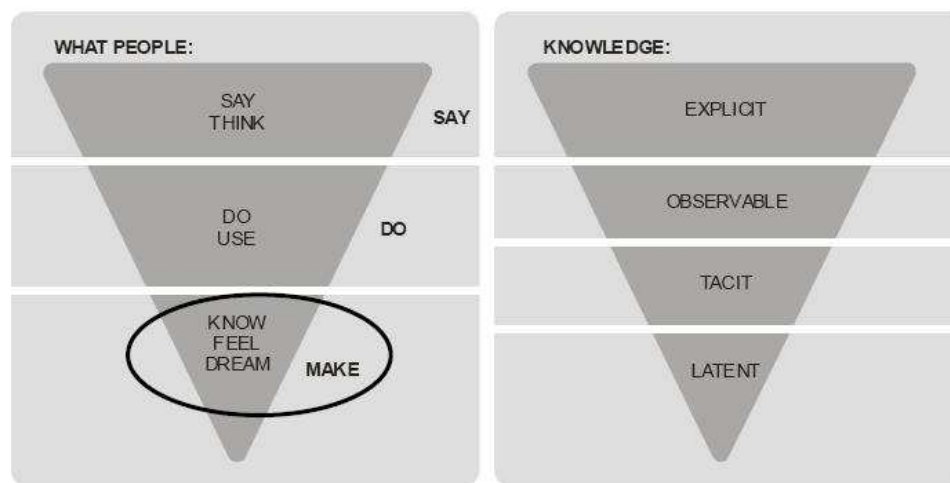 WHAT PEOPLE:
SAY
THINK
SAY
DO
USE
DO
KNOW
FEEL
DREAM
MAKE
KNOWLEDGE:
EXPLICIT
OBSERVABLE
TACIT
LATENT